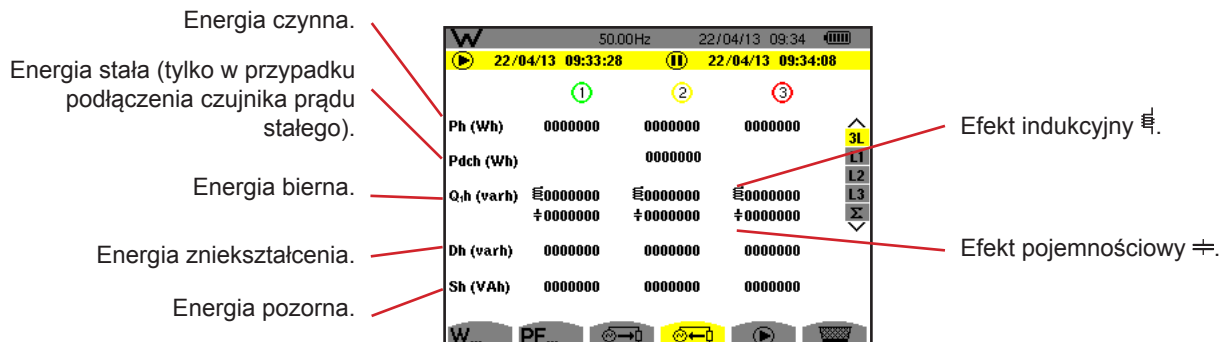 Energia czynna.
Energia stała (tylko w przypadku
podłączenia czujnika prądu
stałego).
Energia bierna.
Energia zniekształcenia.
Energia pozorna.
W 50.00Hz 22/04/13 09:34
22/04/13 09:33:28 22/04/13 09:34:08
1 2 3
Ph (Wh) 0000000 0000000 0000000
Pdch (Wh) 0000000
Q₁h (varh) 0000000 0000000 0000000
0000000 0000000 0000000
Dh (varh) 0000000 0000000 0000000
Sh (VAh) 0000000 0000000 0000000
3L
L1
L2
L3
Σ
W... PF...
Efekt indukcyjny.
Efekt pojemnościowy.